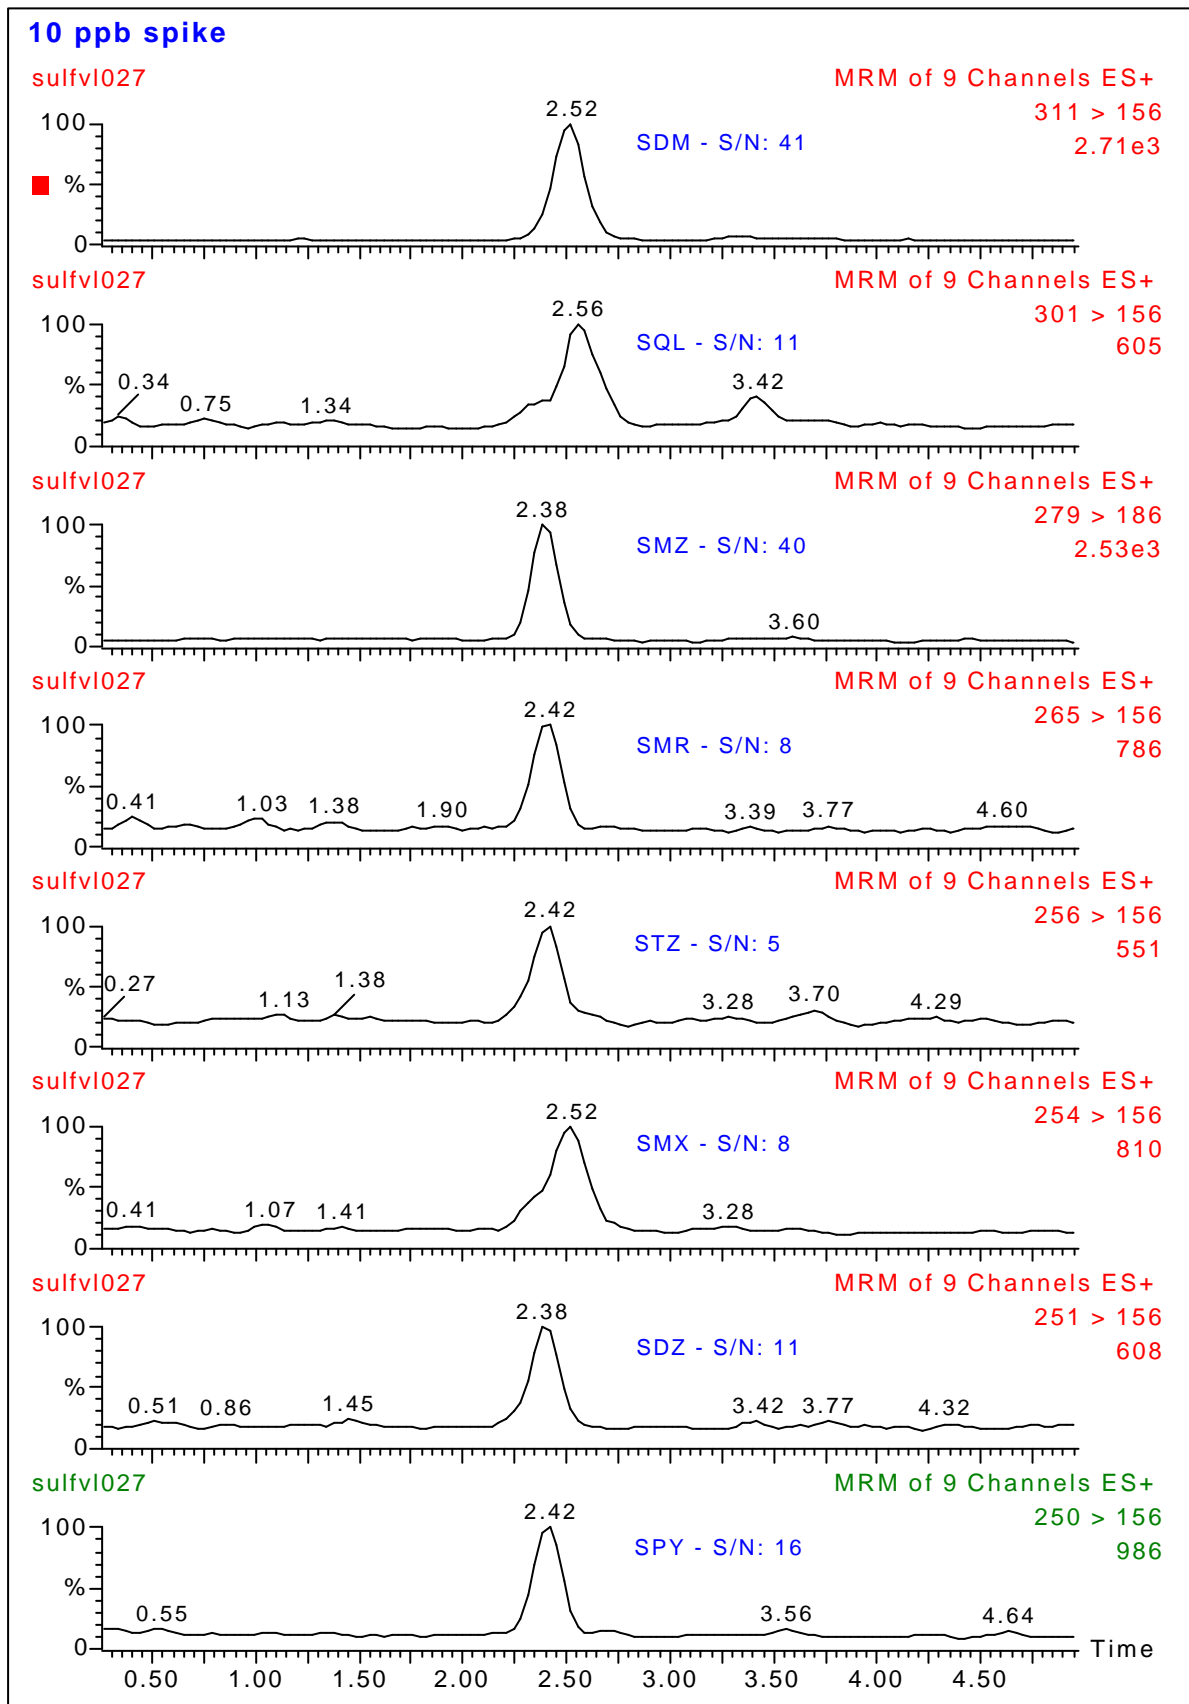 10 ppb spike
sulfvl027 MRM of 9 Channels ES+
311 > 156
2.71e3
2.52
SDM - S/N: 41
100
%
0
sulfvl027 MRM of 9 Channels ES+
301 > 156
605
2.56
SQL - S/N: 11
100
%
0
0.34
0.75
1.34
3.42
sulfvl027 MRM of 9 Channels ES+
279 > 186
2.53e3
2.38
SMZ - S/N: 40
100
%
0
3.60
sulfvl027 MRM of 9 Channels ES+
265 > 156
786
2.42
SMR - S/N: 8
100
%
0
0.41 1.03 1.38 1.90 3.39 3.77 4.60
sulfvl027 MRM of 9 Channels ES+
256 > 156
551
2.42
STZ - S/N: 5
100
%
0
0.27 1.13 1.38 3.28 3.70 4.29
sulfvl027 MRM of 9 Channels ES+
254 > 156
810
2.52
SMX - S/N: 8
100
%
0
0.41 1.07 1.41 3.28
sulfvl027 MRM of 9 Channels ES+
251 > 156
608
2.38
SDZ - S/N: 11
100
%
0
0.51 0.86 1.45 3.42 3.77 4.32
sulfvl027 MRM of 9 Channels ES+
250 > 156
986
2.42
SPY - S/N: 16
100
%
0
0.55 3.56 4.64
Time
0.50 1.00 1.50 2.00 2.50 3.00 3.50 4.00 4.50